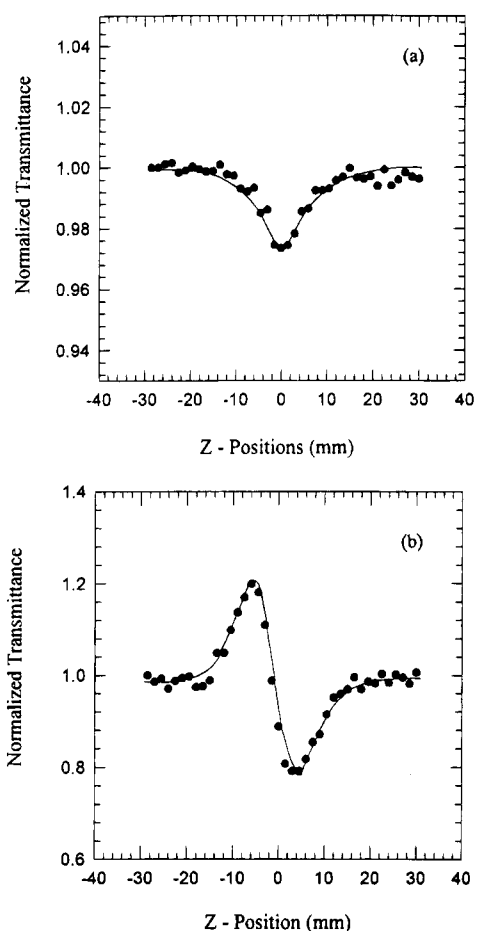 (a)
Normalized Transmittance
1.04
1.02
1.00
0.98
0.96
0.94
-40 -30 -20 -10 0 10 20 30 40
Z - Positions (mm)
(b)
Normalized Transmittance
1.4
1.2
1.0
0.8
0.6
-40 -30 -20 -10 0 10 20 30 40
Z - Position (mm)